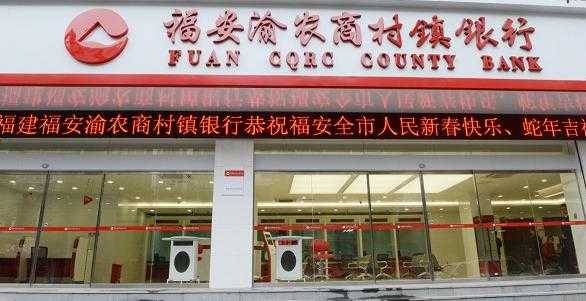 福安渝农商村镇银行
FUAN CQRC COUNTY BANK
福建福安渝农商村镇银行恭祝福安全市人民新春快乐、蛇年吉